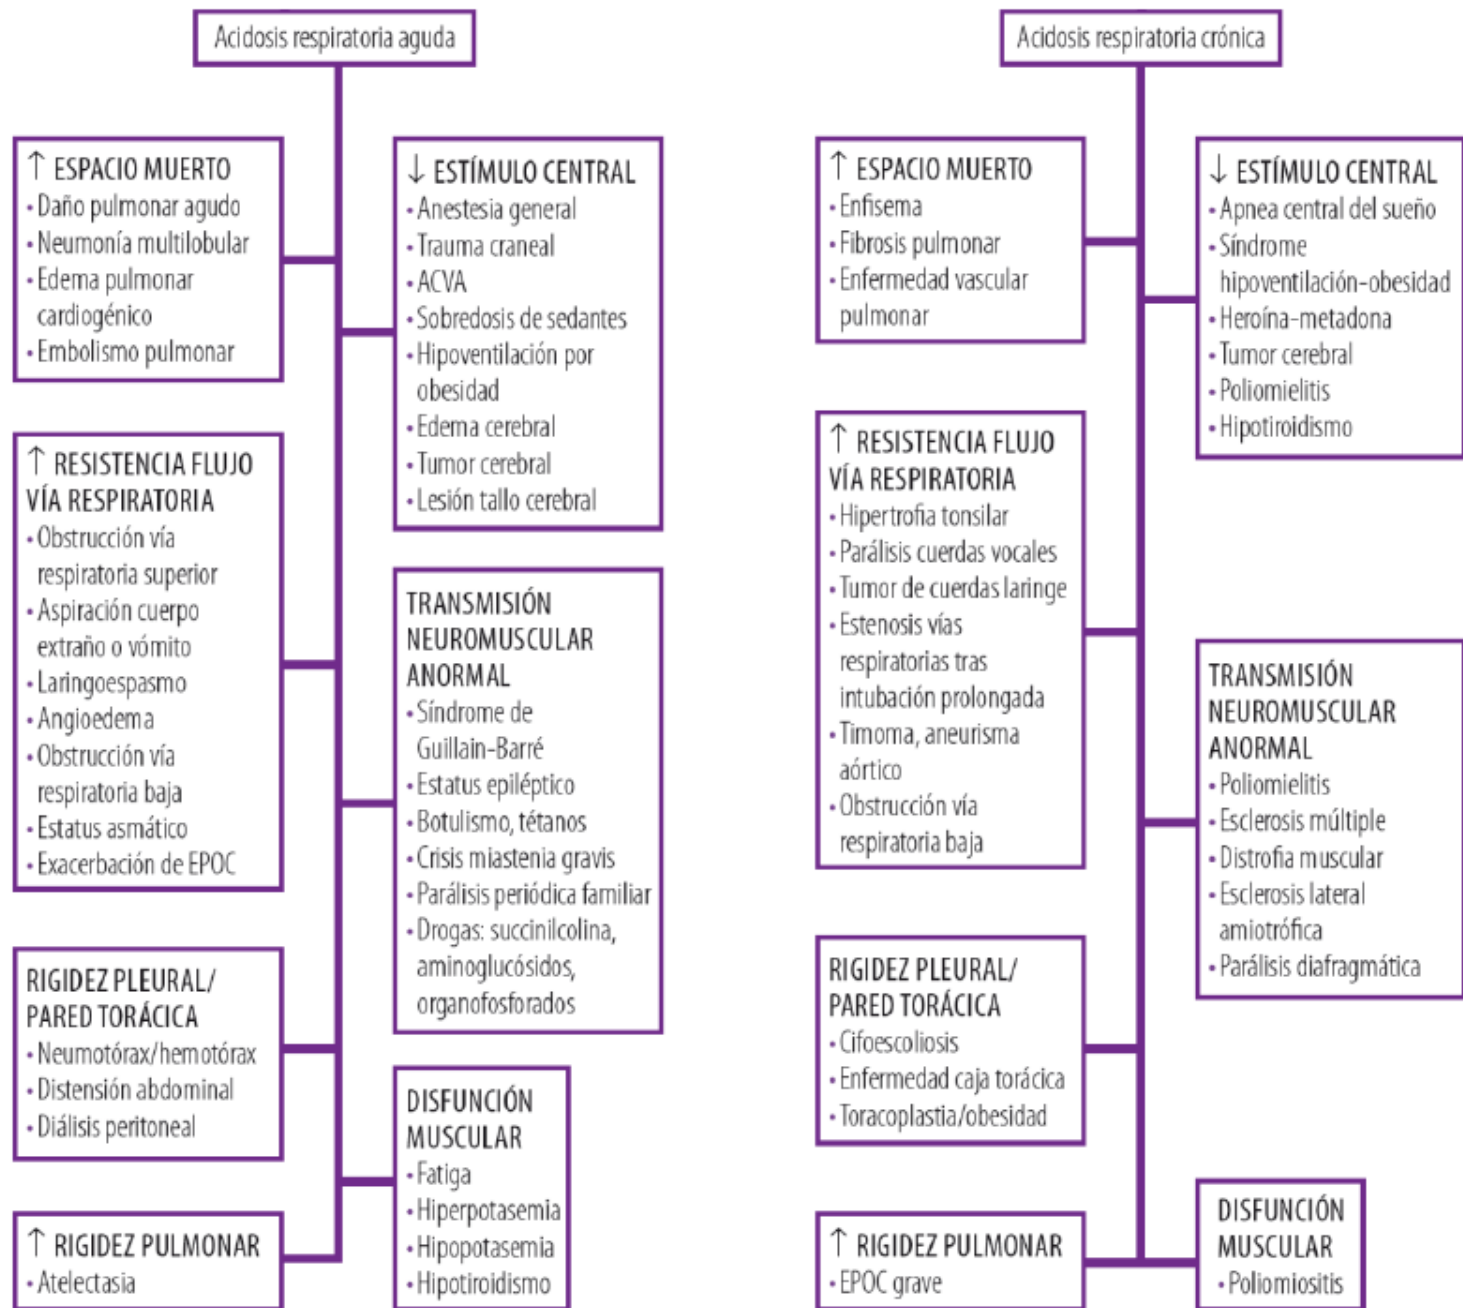 Acidosis respiratoria aguda
↑ ESPACIO MUERTO
• Daño pulmonar agudo
• Neumonía multilobular
• Edema pulmonar
cardiogénico
• Embolismo pulmonar
↑ RESISTENCIA FLUJO
VÍA RESPIRATORIA
• Obstrucción vía
respiratoria superior
• Aspiración cuerpo
extraño o vómito
• Laringoespasmo
• Angioedema
• Obstrucción vía
respiratoria baja
• Estatus asmático
• Exacerbación de EPOC
RIGIDEZ PLEURAL/
PARED TORÁCICA
• Neumotórax/hemotórax
• Distensión abdominal
• Diálisis peritoneal
↑ RIGIDEZ PULMONAR
• Atelectasia
↓ ESTÍMULO CENTRAL
• Anestesia general
• Trauma craneal
• ACVA
• Sobredosis de sedantes
• Hipoventilación por
obesidad
• Edema cerebral
• Tumor cerebral
• Lesión tallo cerebral
TRANSMISIÓN
NEUROMUSCULAR
ANORMAL
• Síndrome de
Guillain-Barré
• Estatus epiléptico
• Botulismo, tétanos
• Crisis miastenia gravis
• Parálisis periódica familiar
• Drogas: succinilcolina,
aminoglucósidos,
organofosforados
DISFUNCIÓN
MUSCULAR
• Fatiga
• Hiperpotasemia
• Hipopotasemia
• Hipotiroidismo
Acidosis respiratoria crónica
↑ ESPACIO MUERTO
• Enfisema
• Fibrosis pulmonar
• Enfermedad vascular
pulmonar
↑ RESISTENCIA FLUJO
VÍA RESPIRATORIA
• Hipertrofia tonsilar
• Parálisis cuerdas vocales
• Tumor de cuerdas laringe
• Estenosis vías
respiratorias tras
intubación prolongada
• Timoma, aneurisma
aórtico
• Obstrucción vía
respiratoria baja
RIGIDEZ PLEURAL/
PARED TORÁCICA
• Cifoescoliosis
• Enfermedad caja torácica
• Toracoplastia/obesidad
↑ RIGIDEZ PULMONAR
• EPOC grave
↓ ESTÍMULO CENTRAL
• Apnea central del sueño
• Síndrome
hipoventilación-obesidad
• Heroína-metadona
• Tumor cerebral
• Poliomielitis
• Hipotiroidismo
TRANSMISIÓN
NEUROMUSCULAR
ANORMAL
• Poliomielitis
• Esclerosis múltiple
• Distrofia muscular
• Esclerosis lateral
amiotrófica
• Parálisis diafragmática
DISFUNCIÓN
MUSCULAR
• Poliomiositis